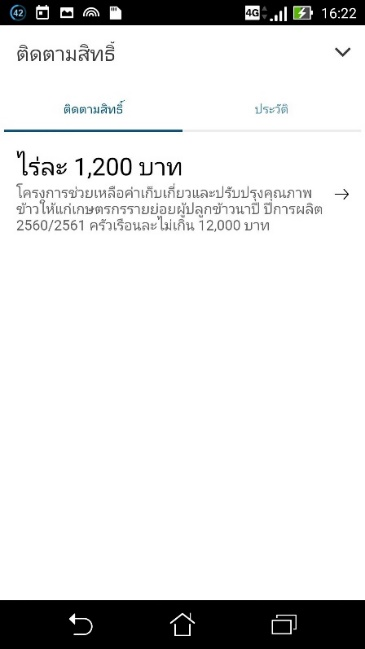 42
4G
16:22
ติดตามสิทธิ์
ติดตามสิทธิ์
ประวัติ
ไร่ละ 1,200 บาท
โครงการช่วยเหลือค่าเก็บเกี่ยวและปรับปรุงคุณภาพ
ข้าวให้แก่เกษตรกรรายย่อยผู้ปลูกข้าวนาปี ปีการผลิต
2560/2561 ครัวเรือนละไม่เกิน 12,000 บาท